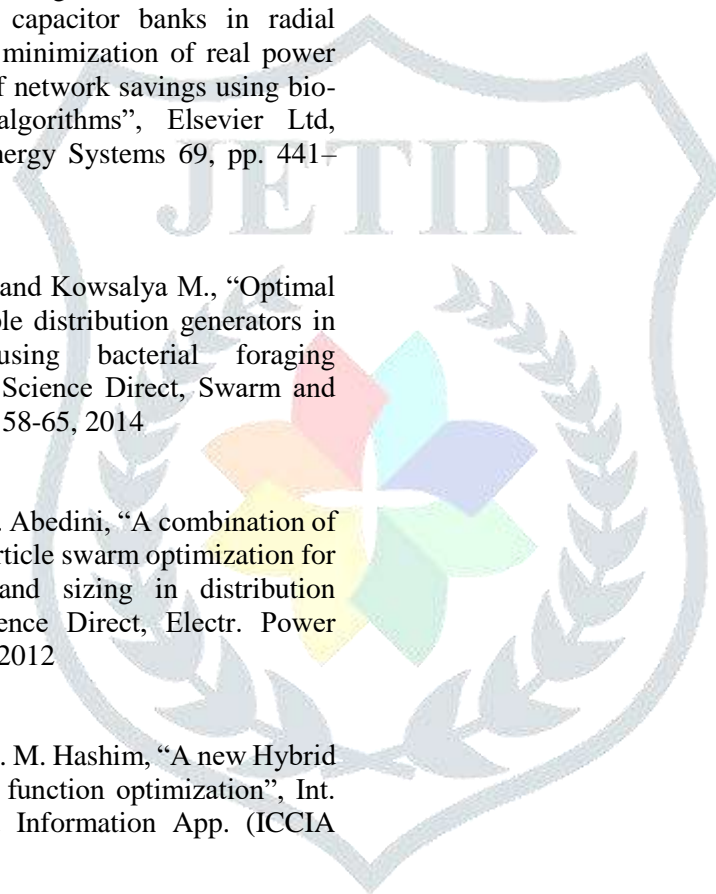 capacitor banks in radial
minimization of real power
f network savings using bio-
algorithms”, Elsevier Ltd,
nergy Systems 69, pp. 441–
JETIR
and Kowsalya M., “Optimal
ple distribution generators in
using bacterial foraging
Science Direct, Swarm and
58-65, 2014
. Abedini, “A combination of
article swarm optimization for
and sizing in distribution
ence Direct, Electr. Power
2012
. M. Hashim, “A new Hybrid
function optimization”, Int.
Information App. (ICCIA